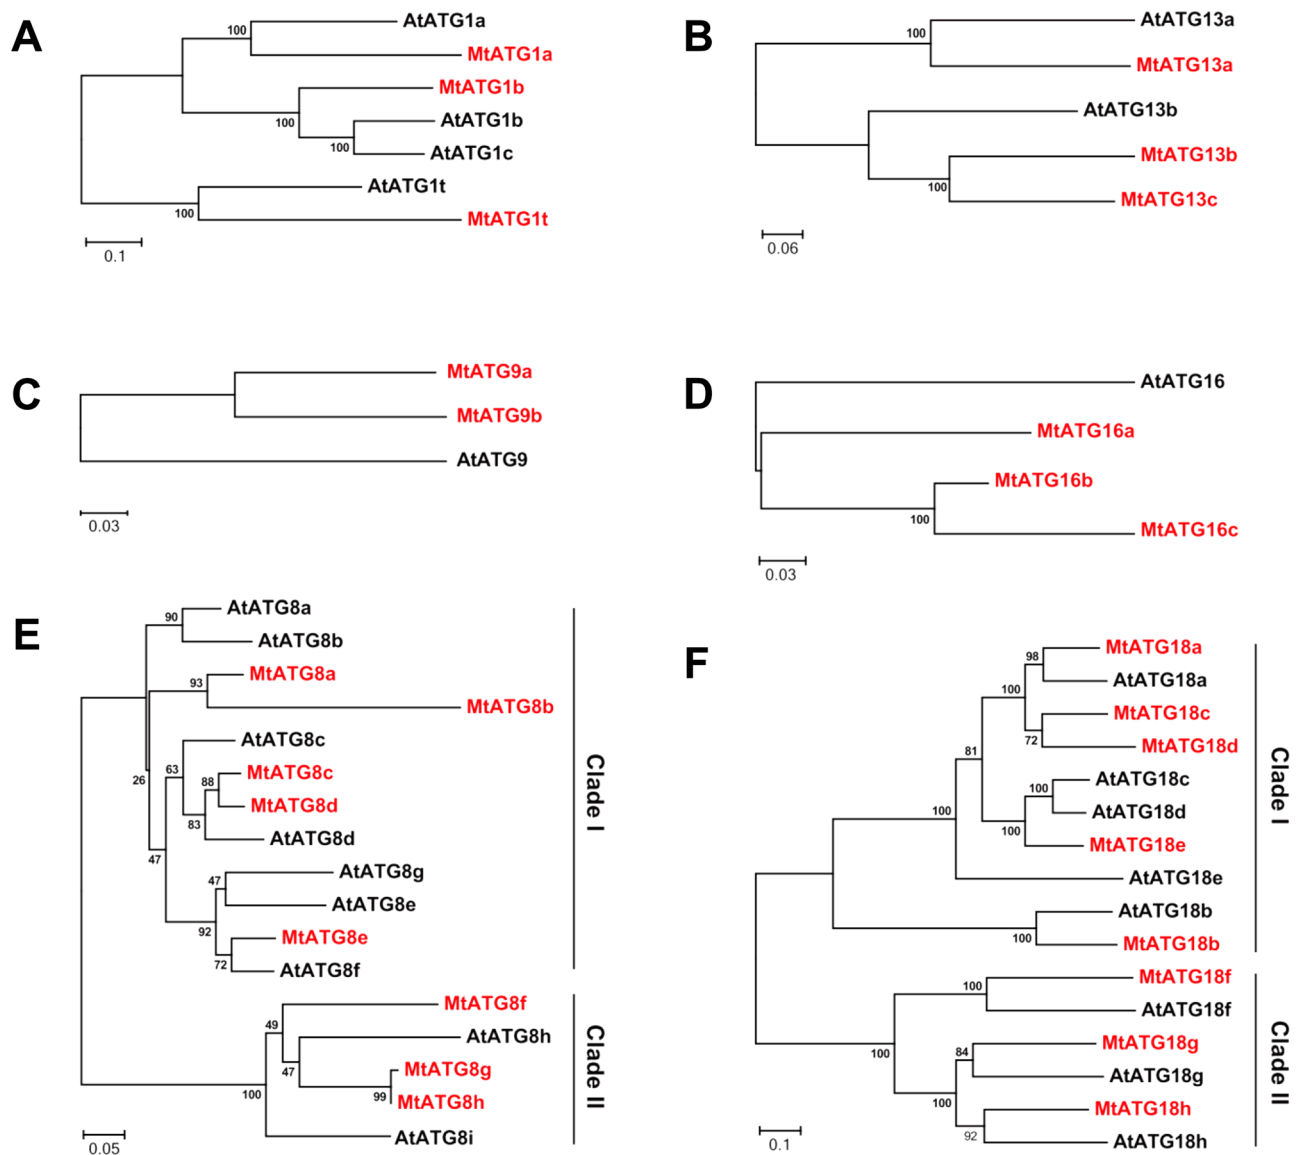 A
AtATG1a
100
MtATG1a
MtATG1b
100
AtATG1b
100
AtATG1c
AtATG1t
100
MtATG1t
0.1
B
AtATG13a
100
MtATG13a
AtATG13b
MtATG13b
100
MtATG13c
0.06
C
MtATG9a
MtATG9b
AtATG9
0.03
D
AtATG16
MtATG16a
MtATG16b
100
MtATG16c
0.03
E
AtATG8a
90
AtATG8b
MtATG8a
93
MtATG8b
AtATG8c
63
MtATG8c
26
88
MtATG8d
83
AtATG8d
47
AtATG8g
47
AtATG8e
92
MtATG8e
72
AtATG8f
Clade I
MtATG8f
49
AtATG8h
47
MtATG8g
99
MtATG8h
100
AtATG8i
Clade II
0.05
F
MtATG18a
98
AtATG18a
100
MtATG18c
72
MtATG18d
81
AtATG18c
100
AtATG18d
100
100
MtATG18e
AtATG18e
AtATG18b
100
MtATG18b
Clade I
MtATG18f
100
AtATG18f
100
MtATG18g
84
AtATG18g
100
MtATG18h
92
AtATG18h
Clade II
0.1